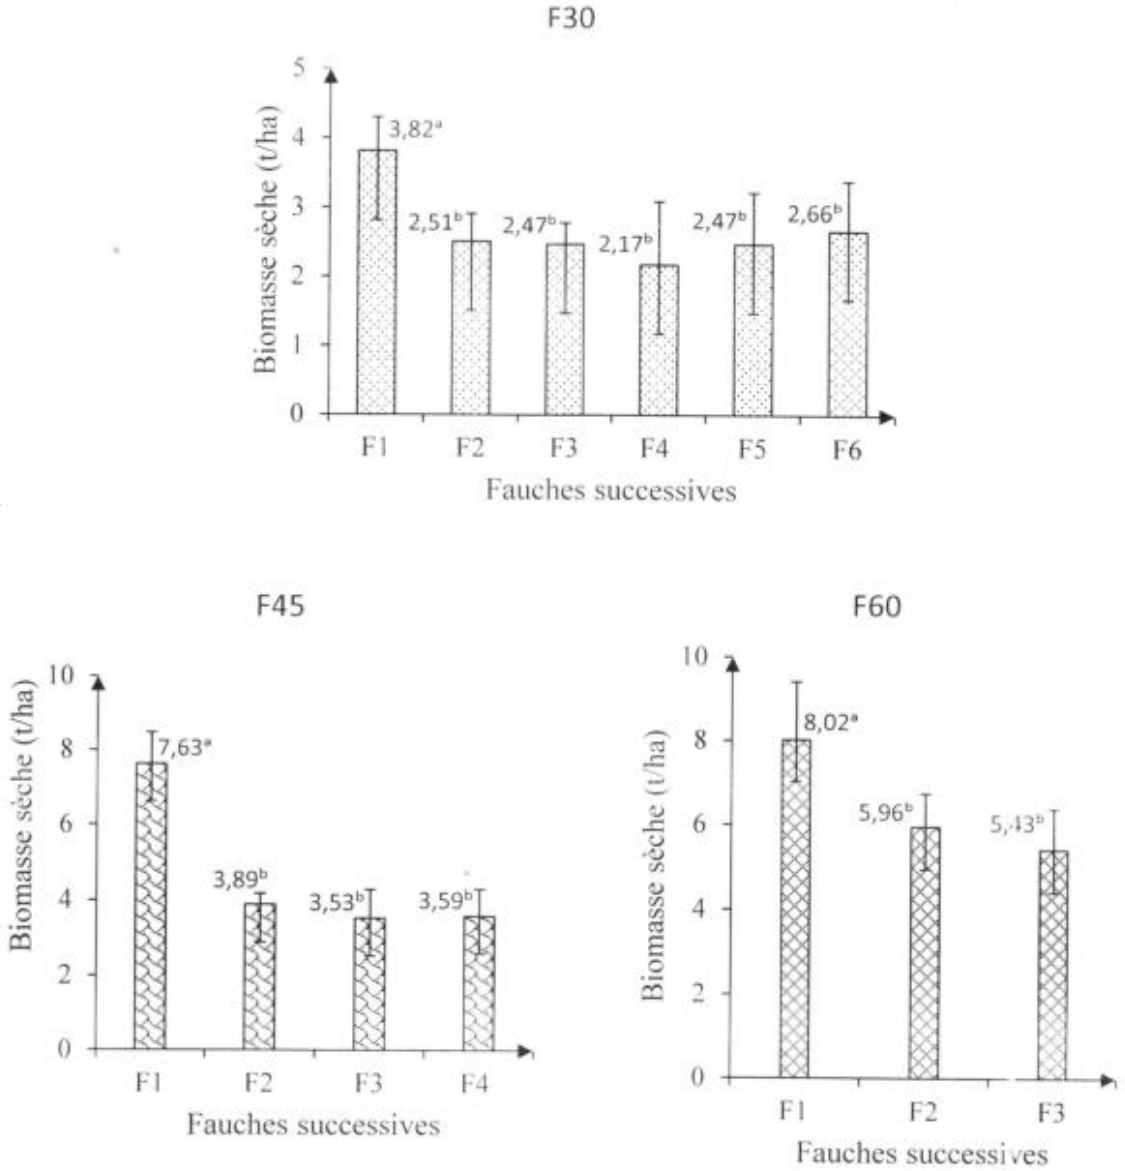 F30
Biomasse sèche (t/ha)
5
4
3
2
1
0
3,82ᵃ
2,51ᵇ
2,47ᵇ
2,17ᵇ
2,47ᵇ
2,66ᵇ
F1 F2 F3 F4 F5 F6
Fauches successives
F45
Biomasse sèche (t/ha)
10
8
6
4
2
0
7,63ᵃ
3,89ᵇ
3,53ᵇ
3,59ᵇ
F1 F2 F3 F4
Fauches successives
F60
Biomasse sèche (t/ha)
10
8
6
4
2
0
8,02ᵃ
5,96ᵇ
5,43ᵇ
F1 F2 F3
Fauches successives